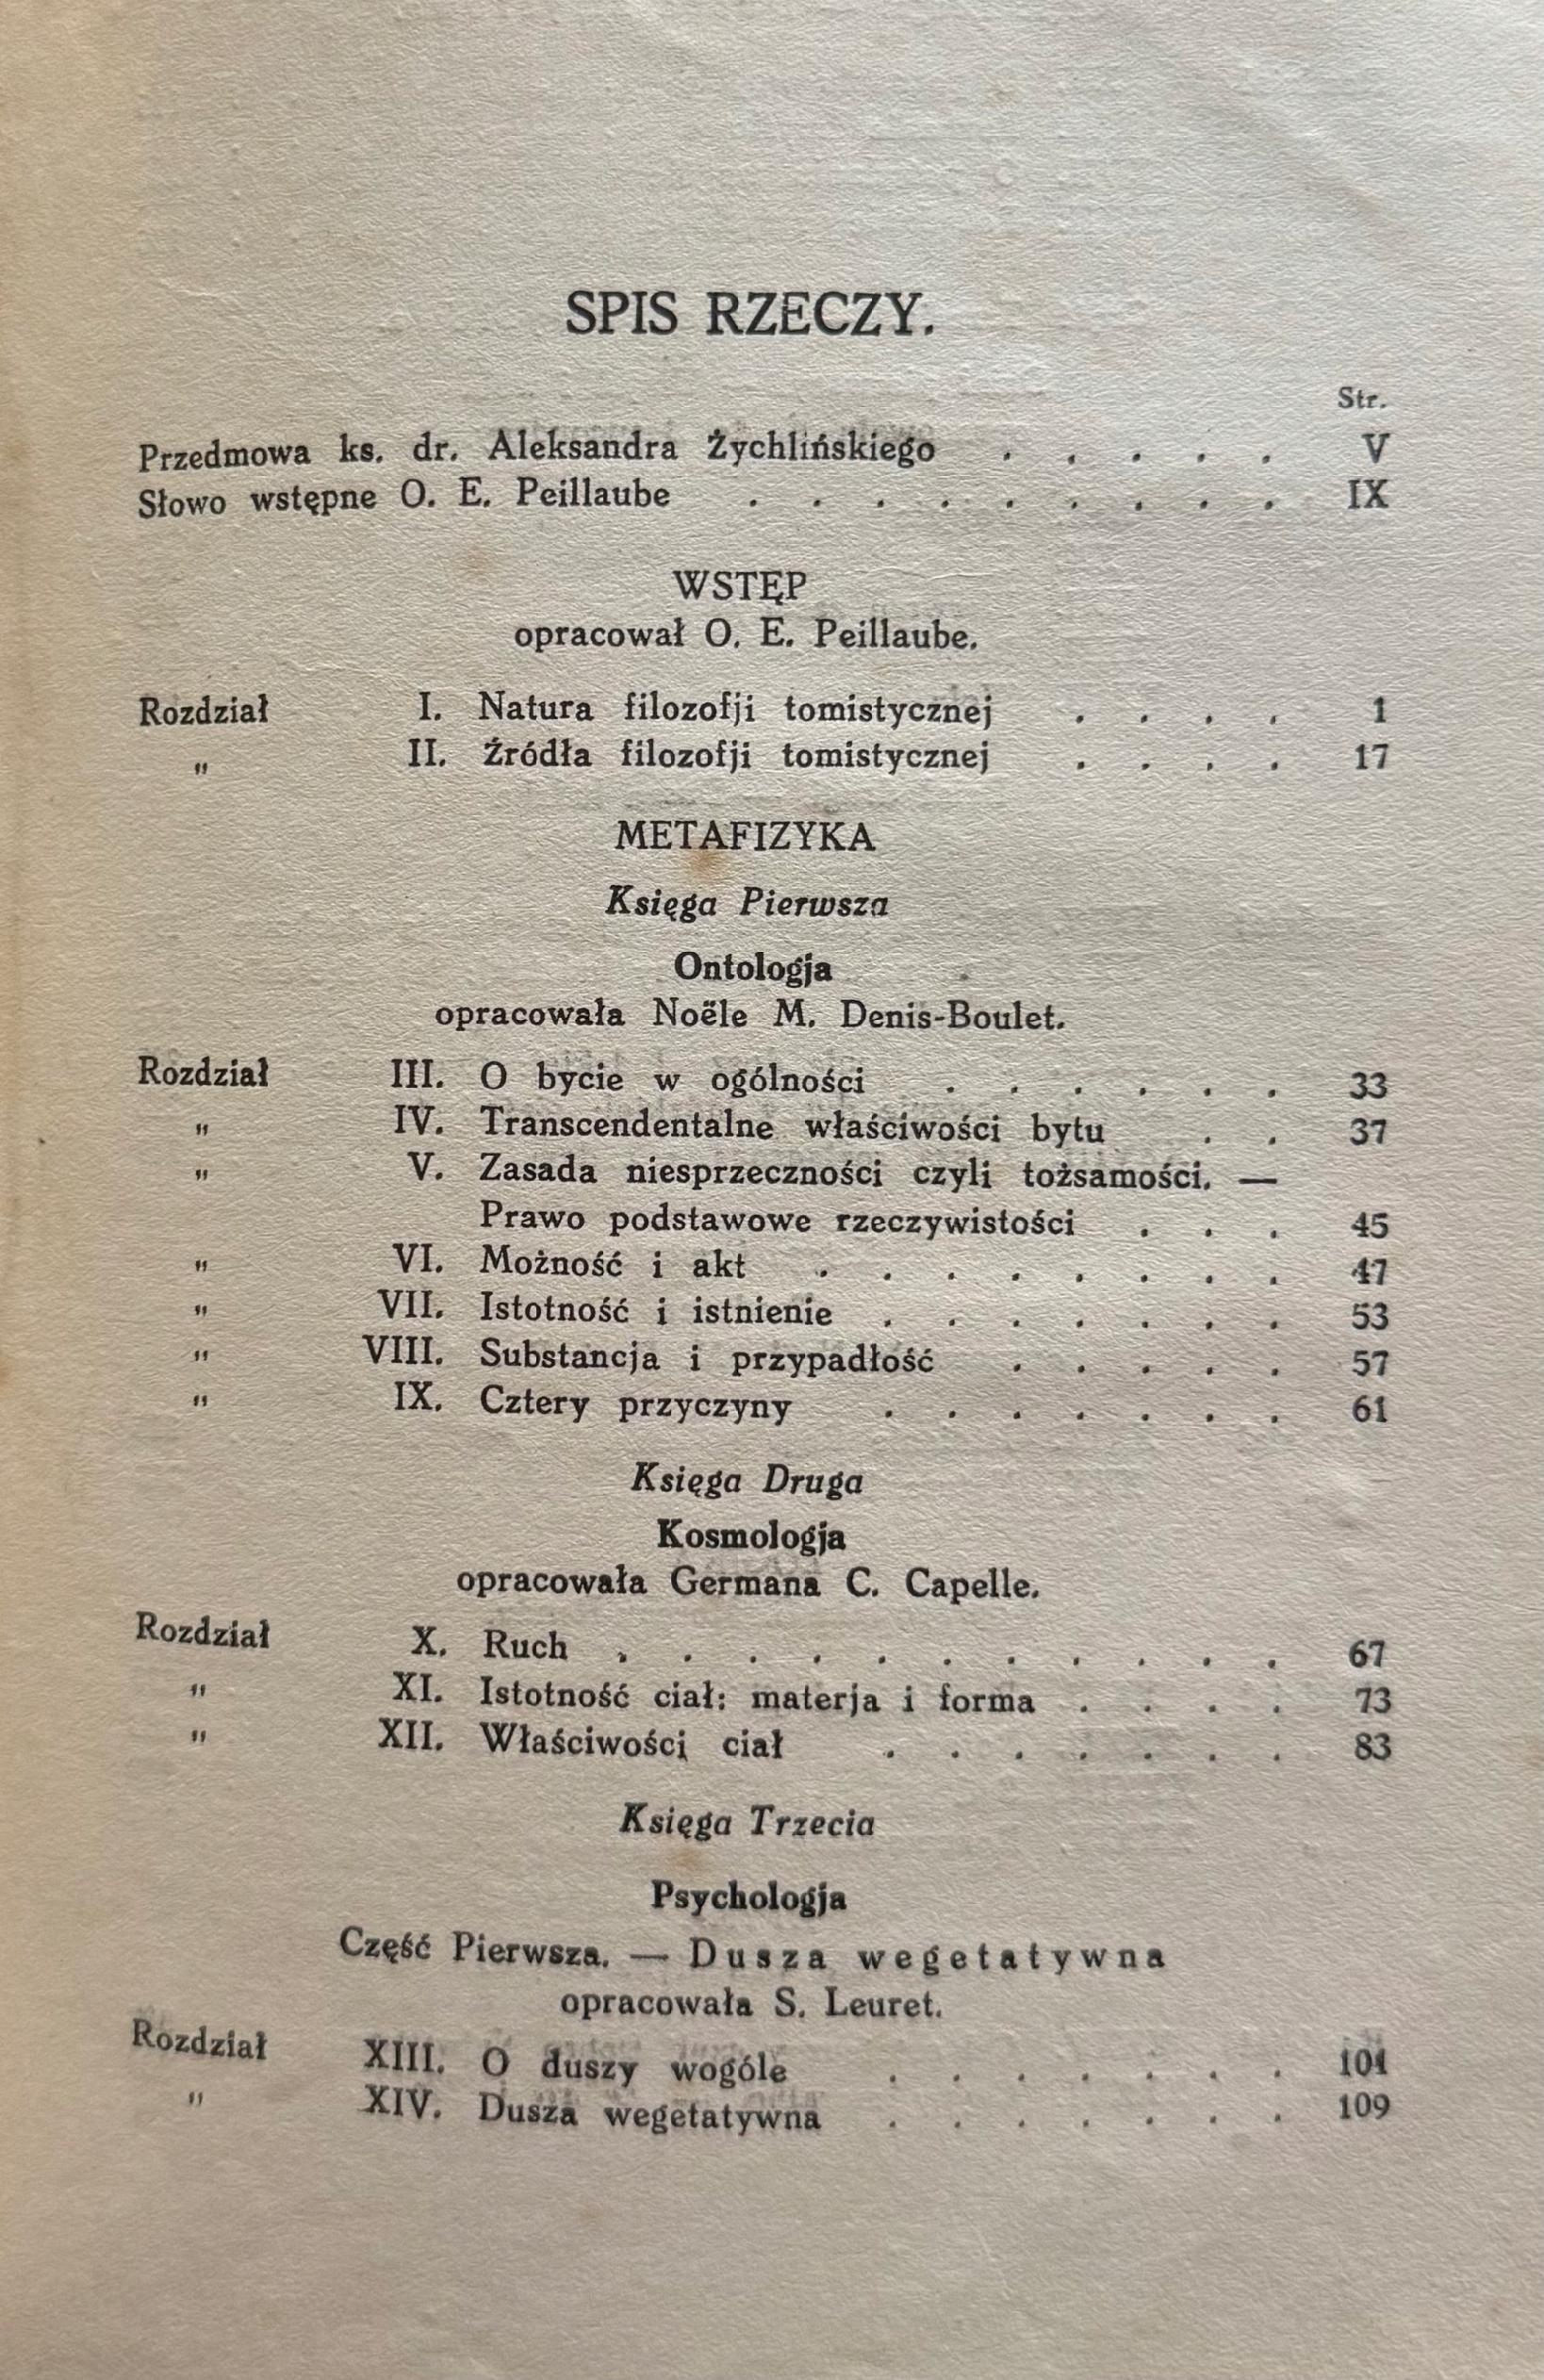 SPIS RZECZY.
Str.
Przedmowa ks. dr. Aleksandra Żychlińskiego . . . . . V
Słowo wstępne O. E. Peillaube . . . . . . . . . IX
WSTĘP
opracował O. E. Peillaube.
Rozdział I. Natura filozofji tomistycznej . . . . 1
" II. Źródła filozofji tomistycznej . . . . 17
METAFIZYKA
Księga Pierwsza
Ontologja
opracowała Noële M. Denis-Boulet.
Rozdział III. O bycie w ogólności . . . . . . 33
" IV. Transcendentalne właściwości bytu . . 37
" V. Zasada niesprzeczności czyli tożsamości. —
Prawo podstawowe rzeczywistości . . . 45
" VI. Możność i akt . . . . . . . . 47
" VII. Istotność i istnienie . . . . . . . 53
" VIII. Substancja i przypadłość . . . . . 57
" IX. Cztery przyczyny . . . . . . . 61
Księga Druga
Kosmologja
opracowała Germana C. Capelle.
Rozdział X. Ruch . . . . . . . . . . . 67
" XI. Istotność ciał: materja i forma . . . . 73
" XII. Właściwości ciał . . . . . . . 83
Księga Trzecia
Psychologja
Część Pierwsza. — Dusza wegetatywna
opracowała S. Leuret.
Rozdział XIII. O duszy wogóle . . . . . . . 101
" XIV. Dusza wegetatywna . . . . . . . 109